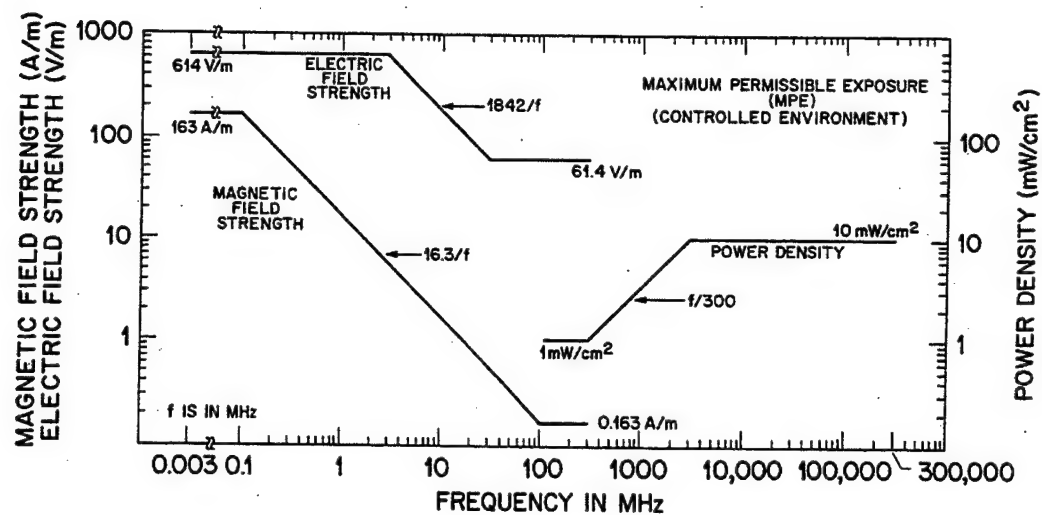 MAGNETIC FIELD STRENGTH (A/m)
ELECTRIC FIELD STRENGTH (V/m)
1000
100
10
1
614 V/m
163 A/m
ELECTRIC
FIELD
STRENGTH
1842/f
61.4 V/m
MAGNETIC
FIELD
STRENGTH
16.3/f
0.163 A/m
MAXIMUM PERMISSIBLE EXPOSURE
(MPE)
(CONTROLLED ENVIRONMENT)
10 mW/cm²
POWER DENSITY
f/300
1mW/cm²
f IS IN MHz
POWER DENSITY (mW/cm²)
100
10
1
0.003 0.1 1 10 100 1000 10,000 100,000 300,000
FREQUENCY IN MHz